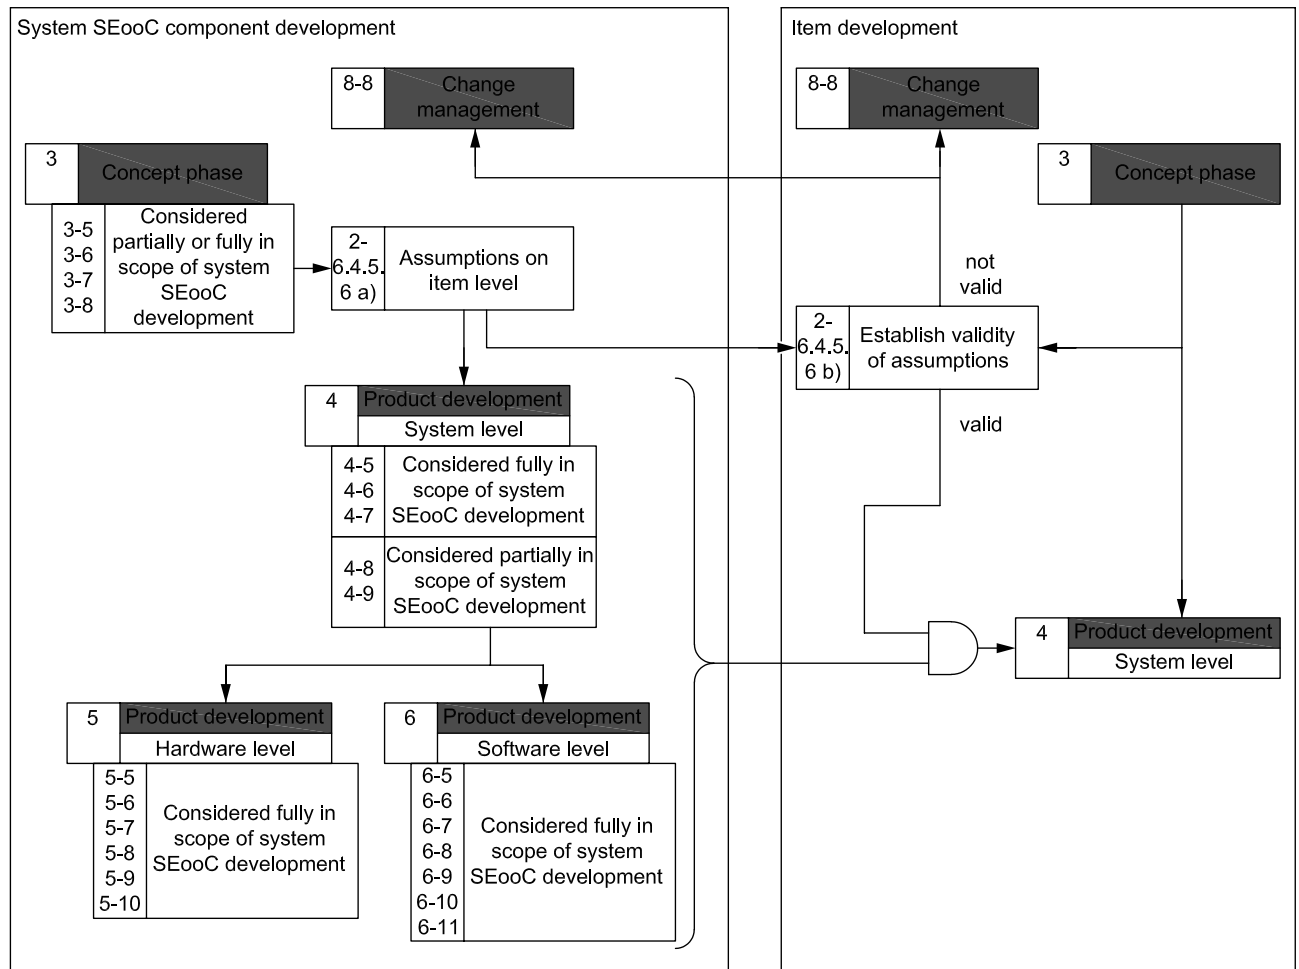 System SEooC component development
8-8
Change
management
3
Concept phase
3-5
3-6
3-7
3-8
Considered
partially or fully in
scope of system
SEooC
development
2-
6.4.5.
6 a)
Assumptions on
item level
4
Product development
System level
4-5
4-6
4-7
Considered fully in
scope of system
SEooC development
4-8
4-9
Considered partially in
scope of system
SEooC development
5
Product development
Hardware level
5-5
5-6
5-7
5-8
5-9
5-10
Considered fully in
scope of system
SEooC development
6
Product development
Software level
6-5
6-6
6-7
6-8
6-9
6-10
6-11
Considered fully in
scope of system
SEooC development
Item development
8-8
Change
management
3
Concept phase
not
valid
2-
6.4.5.
6 b)
Establish validity
of assumptions
valid
4
Product development
System level